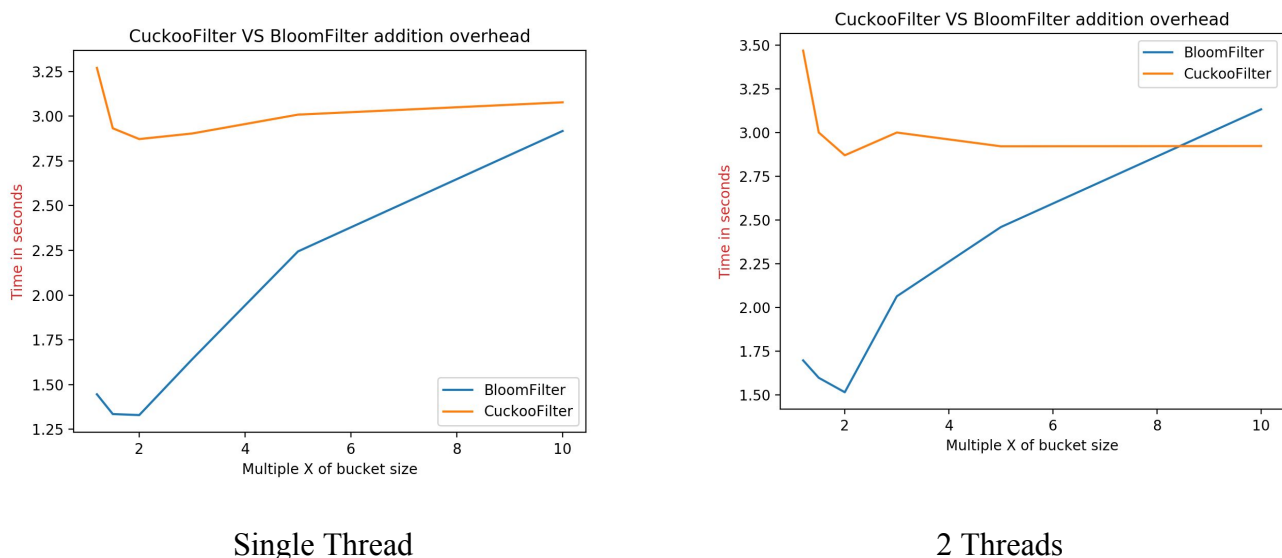 CuckooFilter VS BloomFilter addition overhead
3.25
3.00
2.75
2.50
2.25
2.00
1.75
1.50
1.25
Time in seconds
BloomFilter
CuckooFilter
2
4
6
8
10
Multiple X of bucket size
Single Thread
CuckooFilter VS BloomFilter addition overhead
3.50
3.25
3.00
2.75
2.50
2.25
2.00
1.75
1.50
Time in seconds
BloomFilter
CuckooFilter
2
4
6
8
10
Multiple X of bucket size
2 Threads